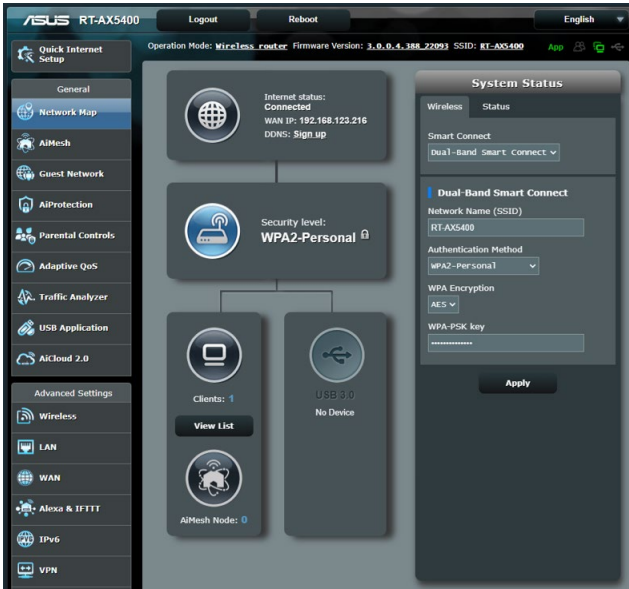 ASUS RT-AX5400 Logout Reboot English
Quick Internet Setup
Operation Mode: Wireless router Firmware Version: 3.0.0.4.388_22093 SSID: RT-AX5400 App
General
Network Map
AiMesh
Guest Network
AiProtection
Parental Controls
Adaptive QoS
Traffic Analyzer
USB Application
AiCloud 2.0
Advanced Settings
Wireless
LAN
WAN
Alexa & IFTTT
IPv6
VPN
Internet status:
Connected
WAN IP: 192.168.123.216
DDNS: Sign up
Security level:
WPA2-Personal
Clients: 1
View List
AiMesh Node: 0
USB 3.0
No Device
System Status
Wireless Status
Smart Connect
Dual-Band Smart Connect
Dual-Band Smart Connect
Network Name (SSID)
RT-AX5400
Authentication Method
WPA2-Personal
WPA Encryption
AES
WPA-PSK key
Apply